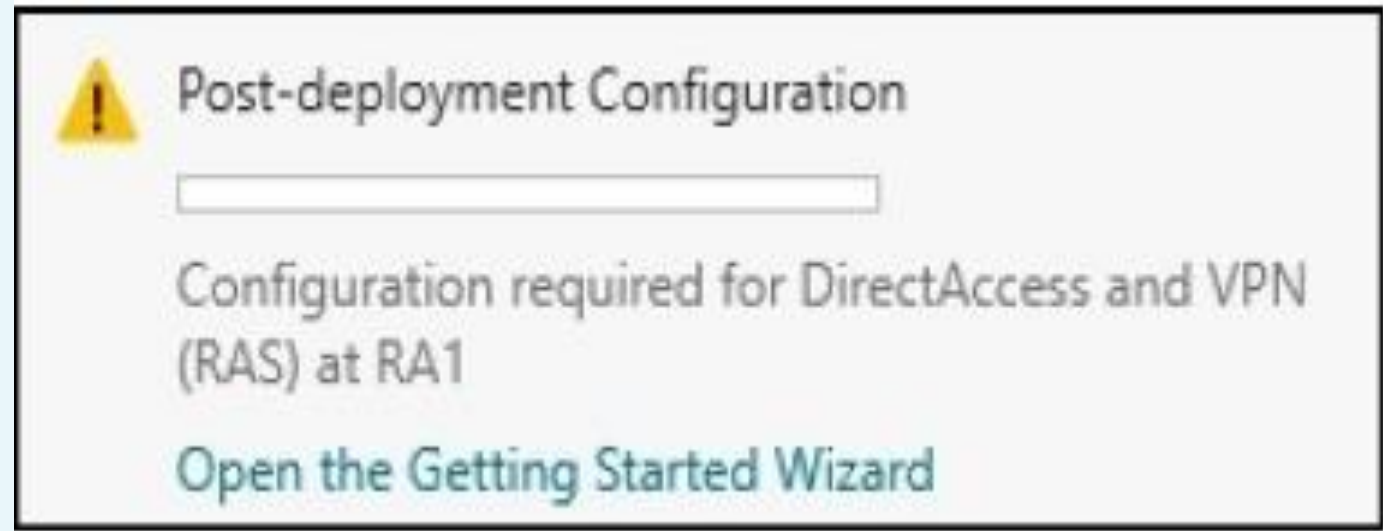 Post-deployment Configuration
Configuration required for DirectAccess and VPN
(RAS) at RA1
Open the Getting Started Wizard